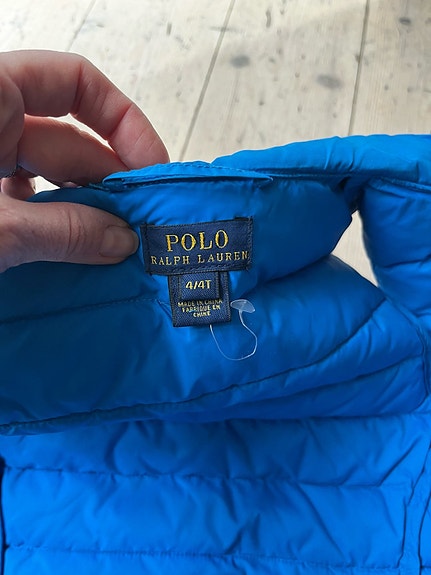 POLO
RALPH LAUREN
4/4T
MADE IN CHINA
FABRIQUÉ EN
CHINE